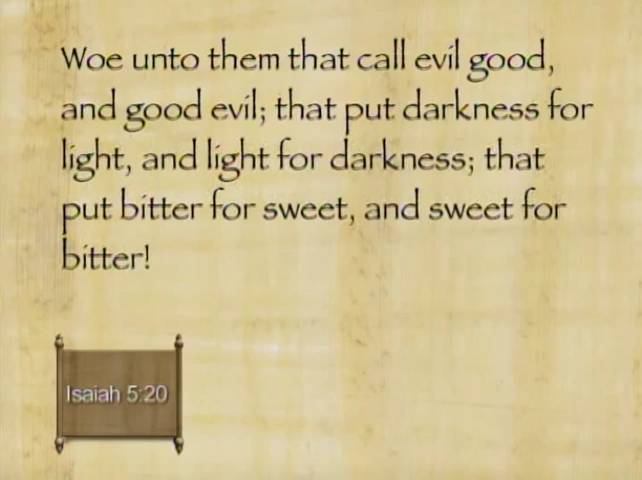 Woe unto them that call evil good,
and good evil; that put darkness for
light, and light for darkness; that
put bitter for sweet, and sweet for
bitter!
Isaiah 5:20